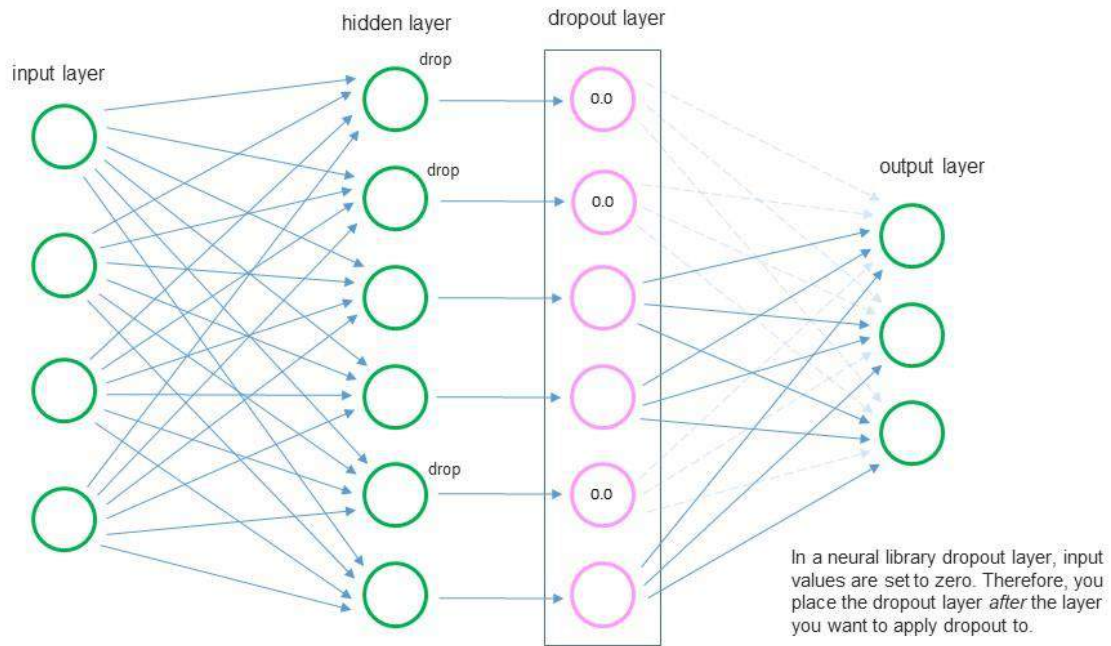 dropout layer
hidden layer
drop
input layer
0.0
drop
output layer
0.0
drop
0.0
In a neural library dropout layer, input
values are set to zero. Therefore, you
place the dropout layer after the layer
you want to apply dropout to.